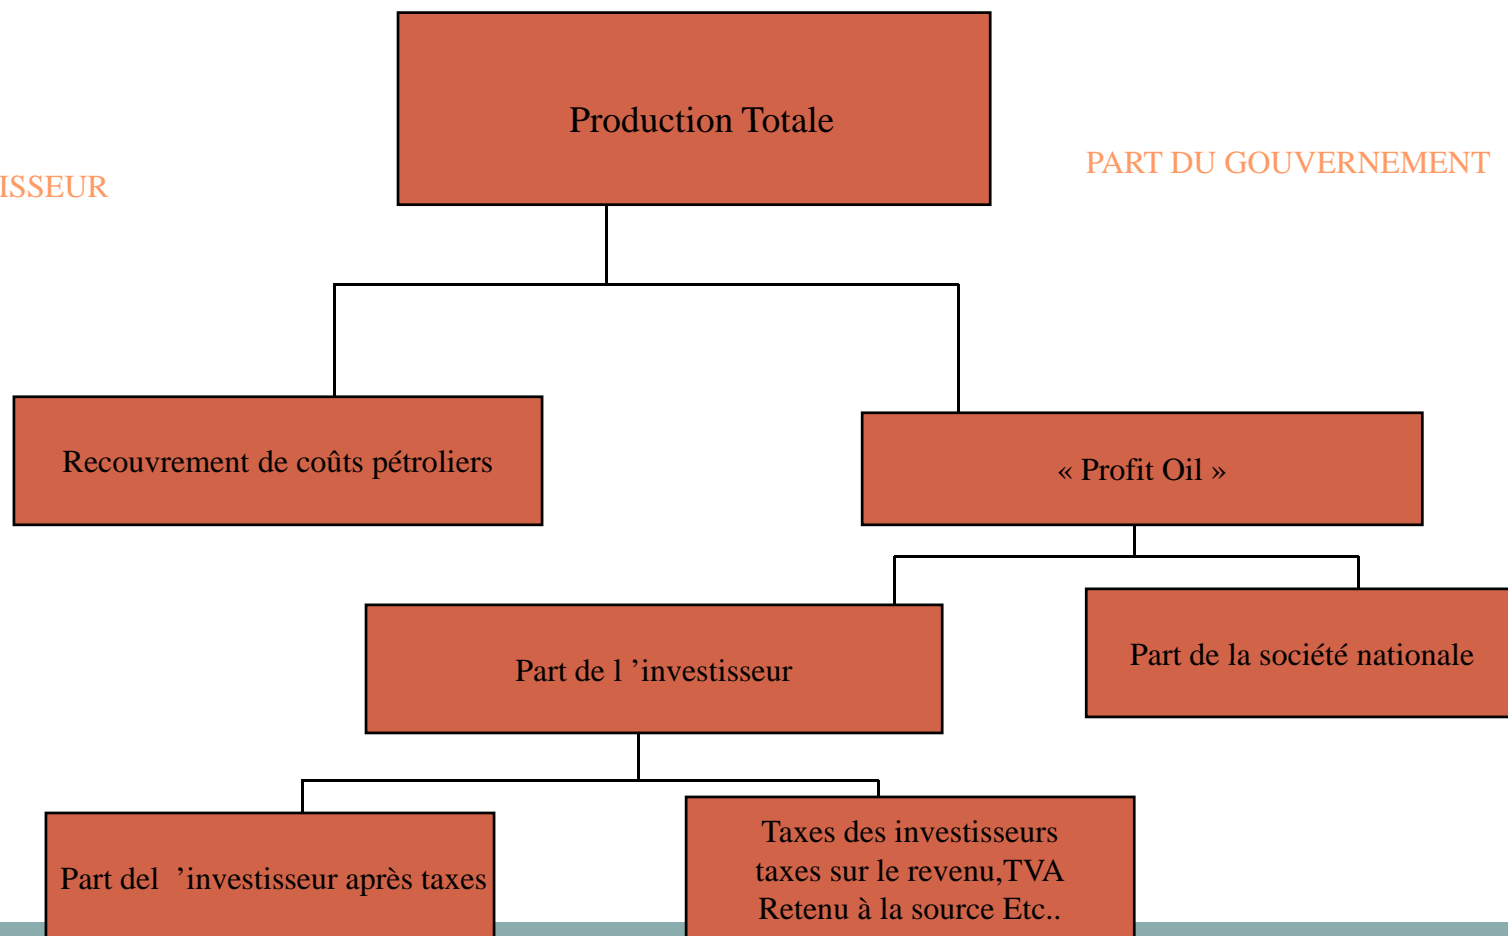 Production Totale
PART DU GOUVERNEMENT
ISSEUR
Recouvrement de coûts pétroliers
« Profit Oil »
Part de l ’investisseur
Part de la société nationale
Part del ’investisseur après taxes
Taxes des investisseurs
taxes sur le revenu,TVA
Retenu à la source Etc..